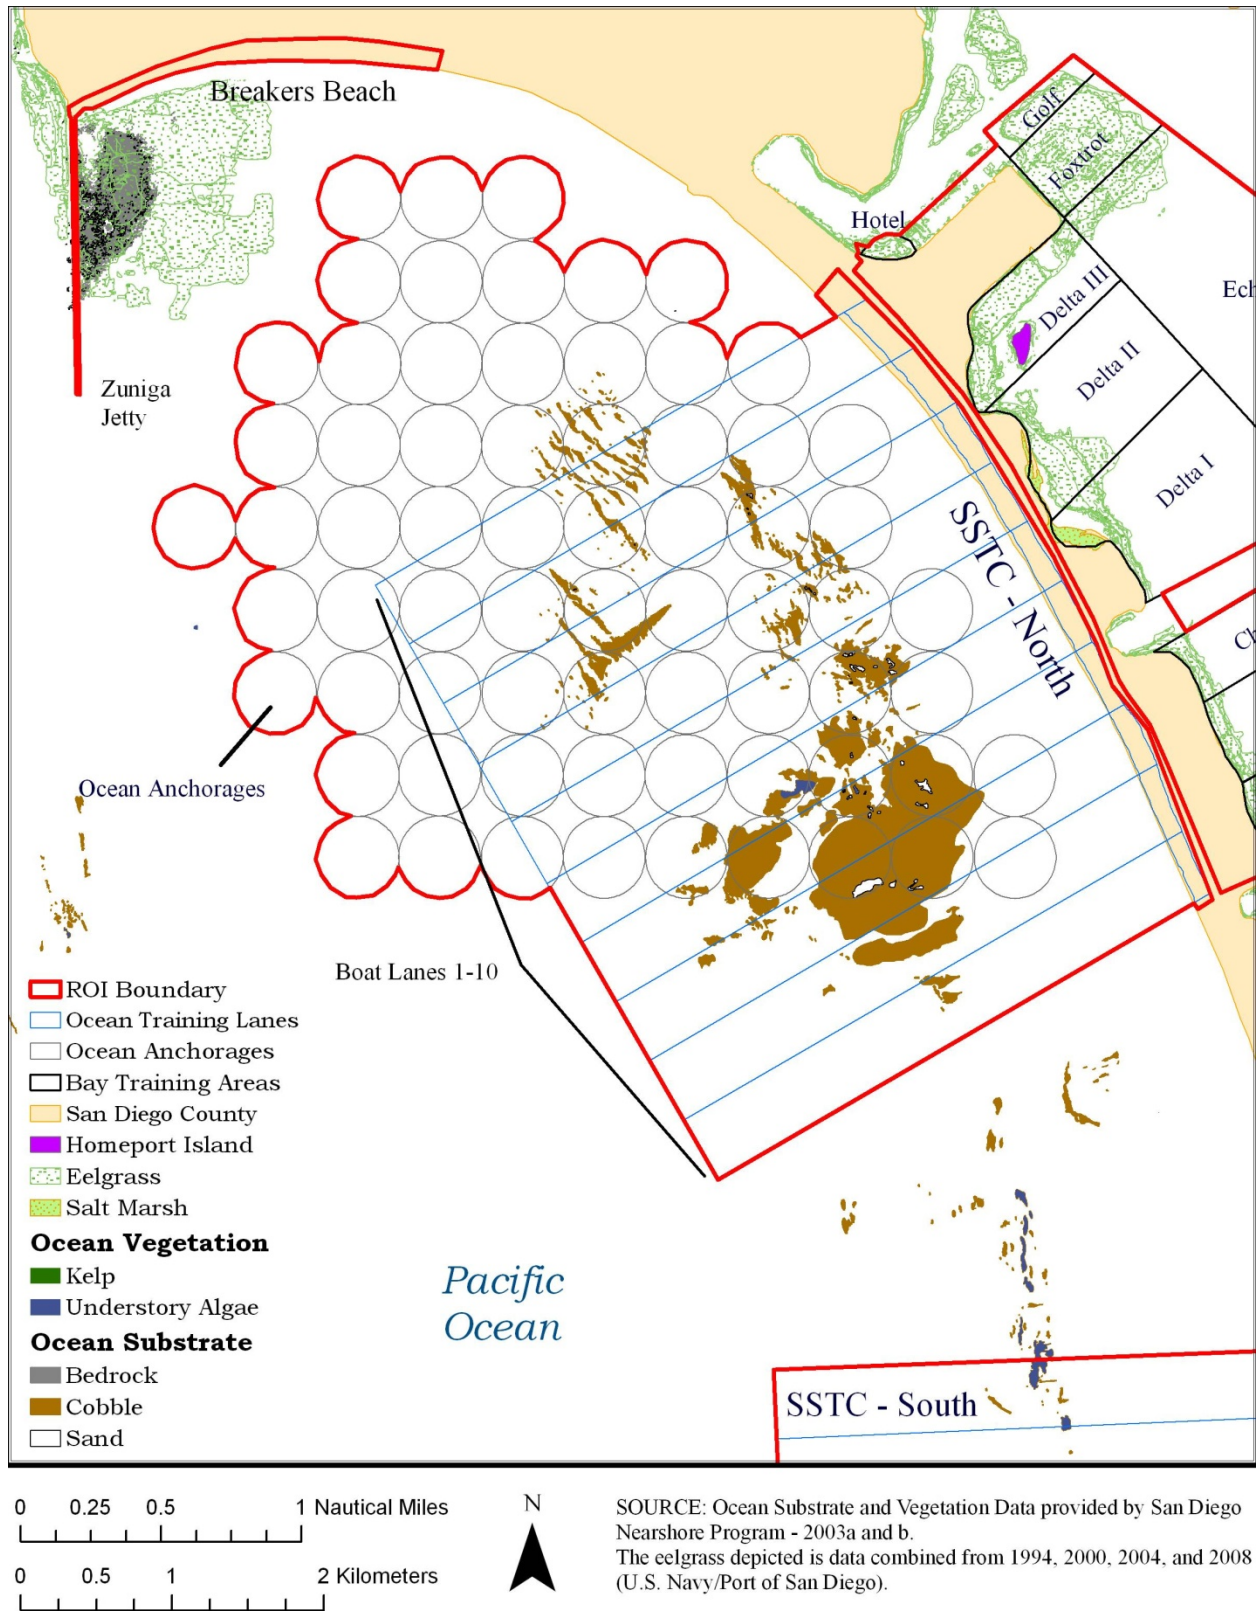 Breakers Beach
Golf
Foxtrot
Hotel
Delta III
Ech
Zuniga
Jetty
Delta II
Delta I
SSTC - North
Ch
Ocean Anchorages
Boat Lanes 1-10
ROI Boundary
Ocean Training Lanes
Ocean Anchorages
Bay Training Areas
San Diego County
Homeport Island
Eelgrass
Salt Marsh
Ocean Vegetation
Kelp
Understory Algae
Ocean Substrate
Bedrock
Cobble
Sand
Pacific
Ocean
SSTC - South
0 0.25 0.5 1 Nautical Miles
0 0.5 1 2 Kilometers
N
SOURCE: Ocean Substrate and Vegetation Data provided by San Diego
Nearshore Program - 2003a and b.
The eelgrass depicted is data combined from 1994, 2000, 2004, and 2008
(U.S. Navy/Port of San Diego).